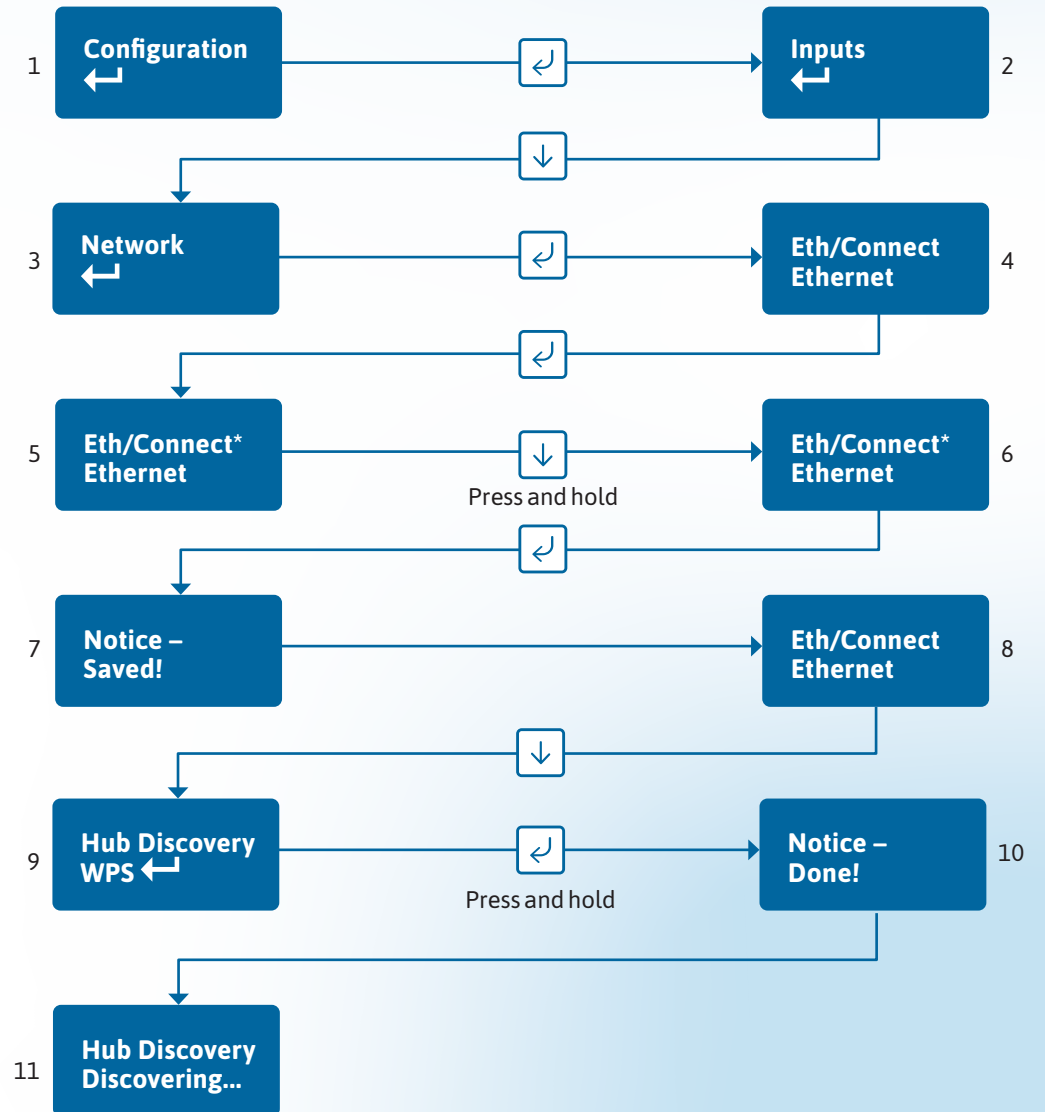 1
Configuration
Inputs
2
3
Network
Eth/Connect
Ethernet
4
5
Eth/Connect*
Ethernet
Press and hold
Eth/Connect*
Ethernet
6
7
Notice –
Saved!
Eth/Connect
Ethernet
8
9
Hub Discovery
WPS
Press and hold
Notice –
Done!
10
11
Hub Discovery
Discovering...